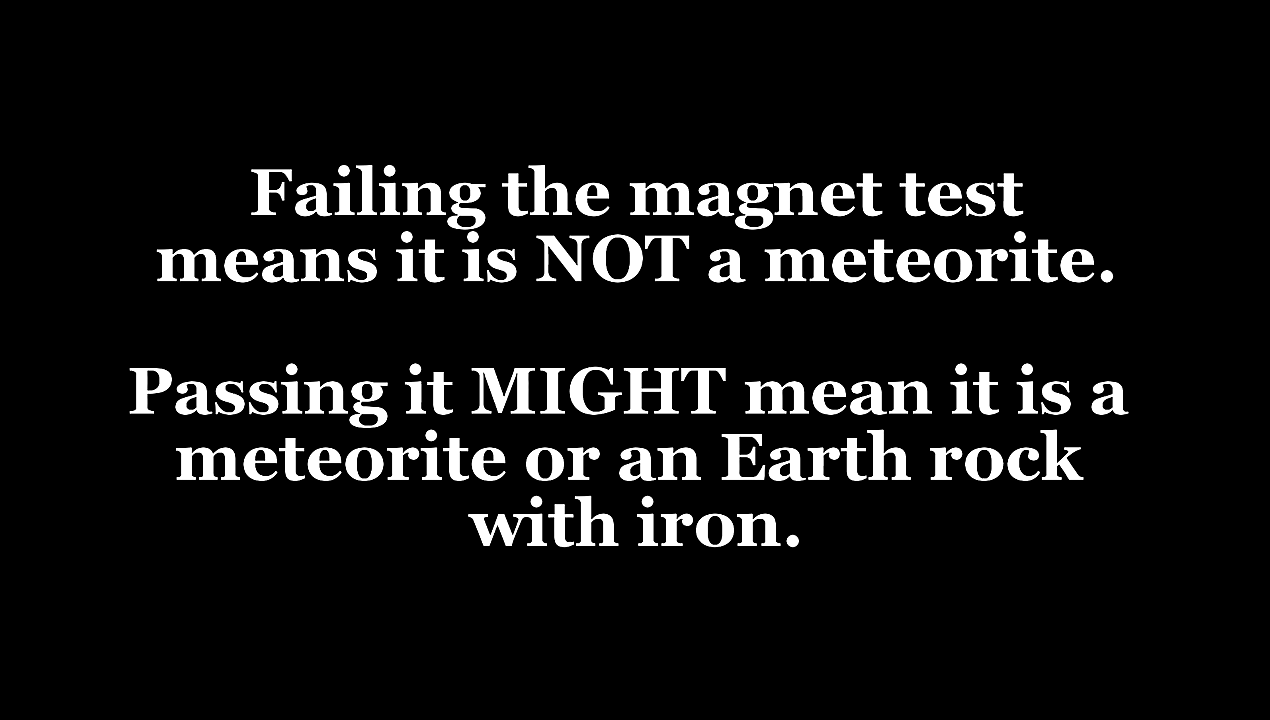 Failing the magnet test
means it is NOT a meteorite.
Passing it MIGHT mean it is a
meteorite or an Earth rock
with iron.